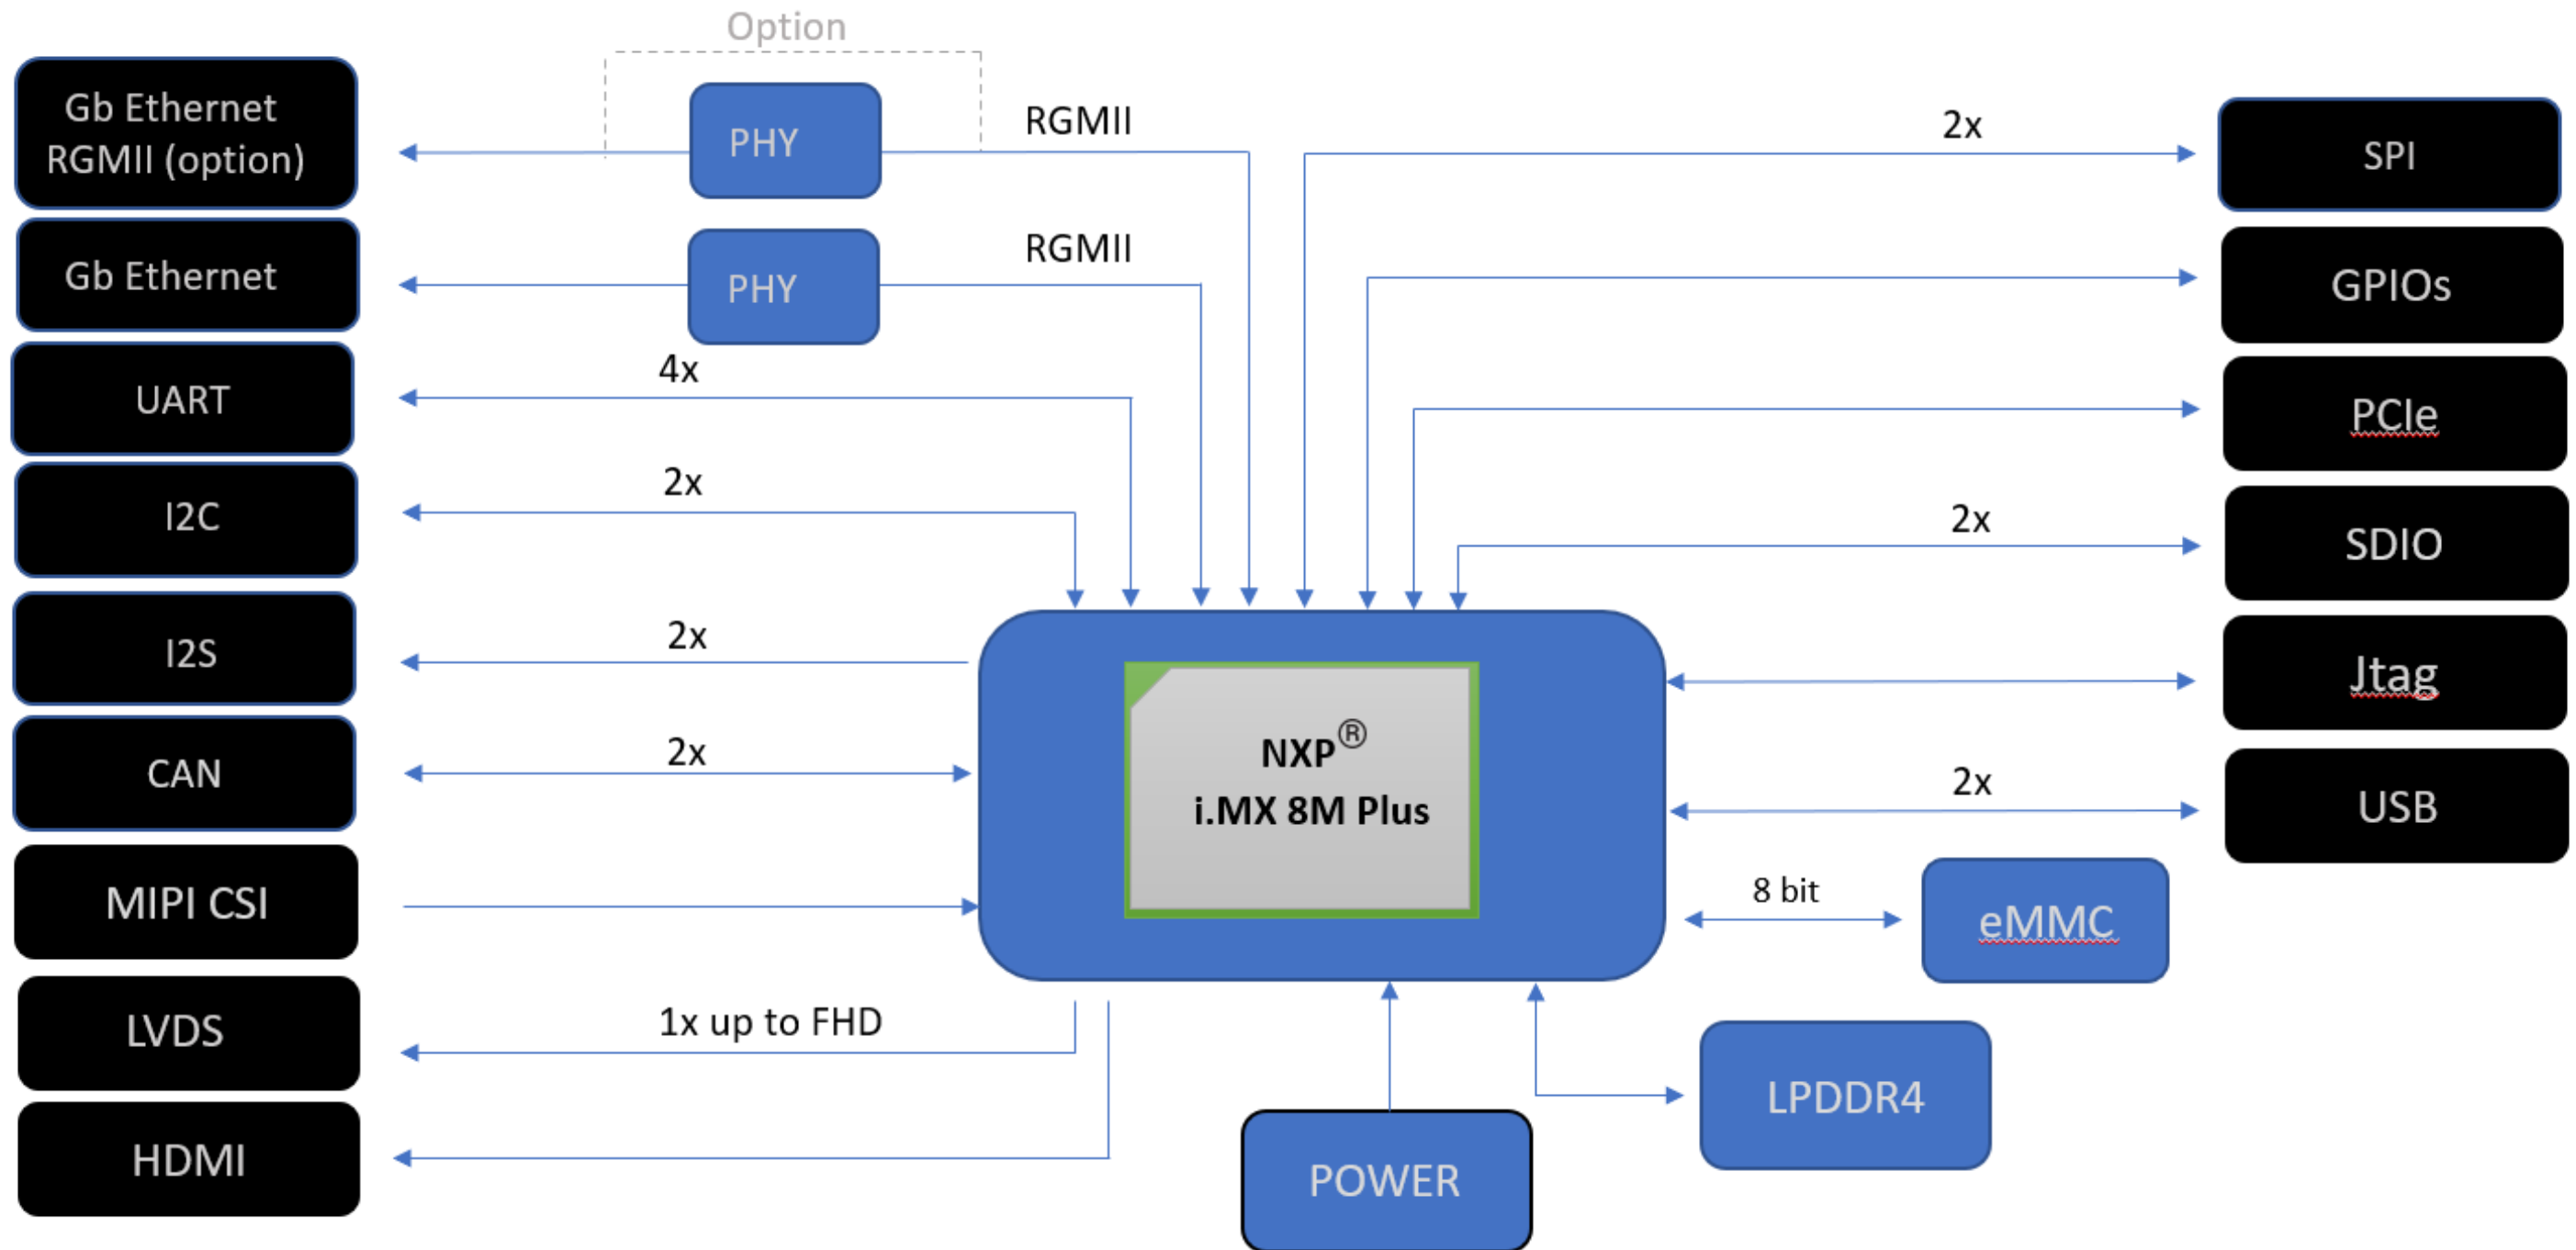 Option
Gb Ethernet
RGMII (option)
PHY
RGMII
2x
SPI
Gb Ethernet
PHY
RGMII
GPIOs
UART
4x
PCIe
I2C
2x
2x
SDIO
I2S
2x
Jtag
NXP®
i.MX 8M Plus
CAN
2x
2x
USB
MIPI CSI
8 bit
eMMC
LVDS
1x up to FHD
LPDDR4
HDMI
POWER